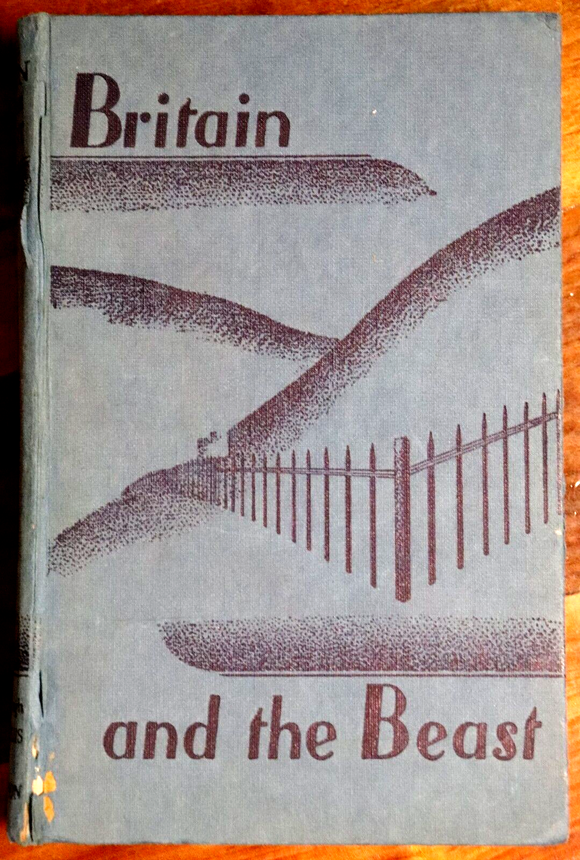 Britain
and the Beast